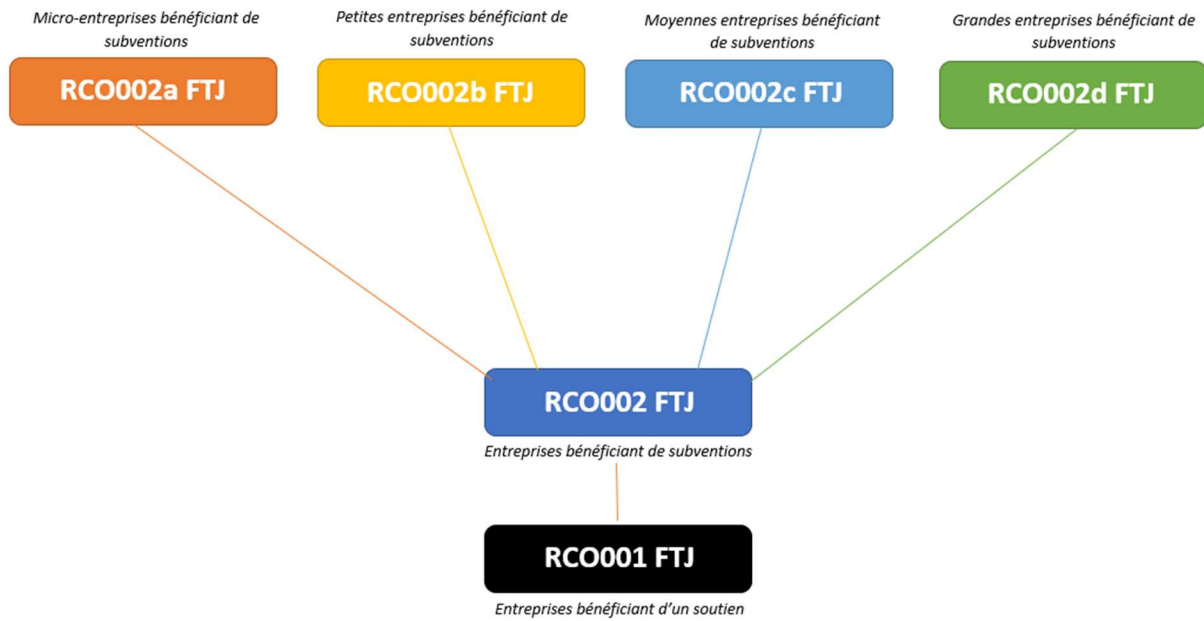 Micro-entreprises bénéficiant de
subventions
RCO002a FTJ
Petites entreprises bénéficiant de
subventions
RCO002b FTJ
Moyennes entreprises bénéficiant
de subventions
RCO002c FTJ
Grandes entreprises bénéficiant de
subventions
RCO002d FTJ
RCO002 FTJ
Entreprises bénéficiant de subventions
RCO001 FTJ
Entreprises bénéficiant d’un soutien